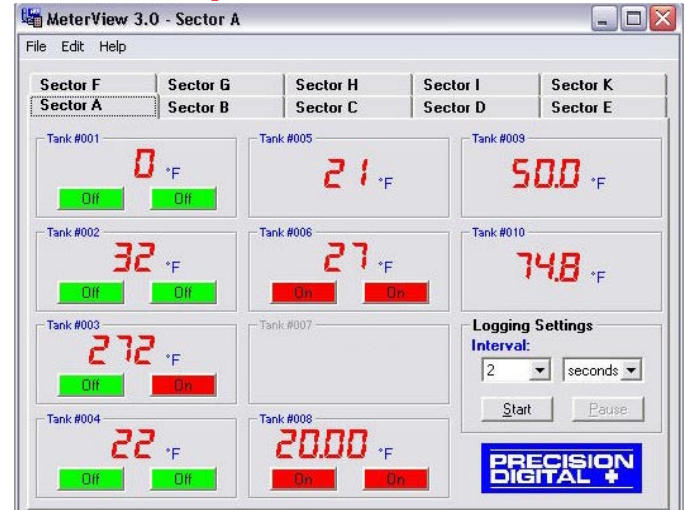 MeterView 3.0 - Sector A
File Edit Help
Sector F Sector G Sector H Sector I Sector K
Sector A Sector B Sector C Sector D Sector E
Tank #001
0 °F
Off Off
Tank #002
32 °F
Off Off
Tank #003
272 °F
Off On
Tank #004
22 °F
Off Off
Tank #005
21 °F
Tank #006
27 °F
On On
Tank #007
Tank #008
20.00 °F
On On
Tank #009
50.0 °F
Tank #010
74.8 °F
Logging Settings
Interval:
2 seconds
Start Pause
PRECISION
DIGITAL